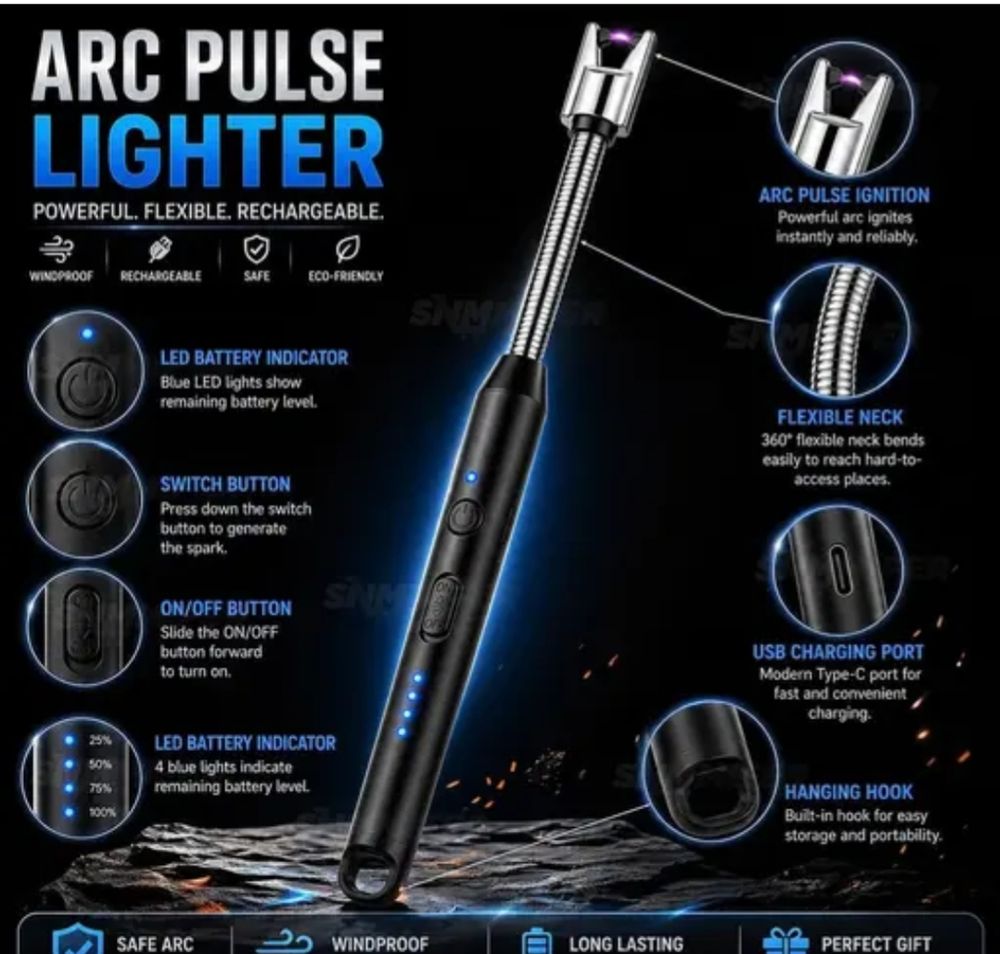 ARC PULSE
LIGHTER
POWERFUL. FLEXIBLE. RECHARGEABLE.
WINDPROOF
RECHARGEABLE
SAFE
ECO-FRIENDLY
LED BATTERY INDICATOR
Blue LED lights show
remaining battery level.
SWITCH BUTTON
Press down the switch
button to generate
the spark.
ON/OFF BUTTON
Slide the ON/OFF
button forward
to turn on.
LED BATTERY INDICATOR
4 blue lights indicate
remaining battery level.
25%
50%
75%
100%
ARC PULSE IGNITION
Powerful arc ignites
instantly and reliably.
FLEXIBLE NECK
360° flexible neck bends
easily to reach hard-to-
access places.
USB CHARGING PORT
Modern Type-C port for
fast and convenient
charging.
HANGING HOOK
Built-in hook for easy
storage and portability.
SAFE ARC
WINDPROOF
LONG LASTING
PERFECT GIFT